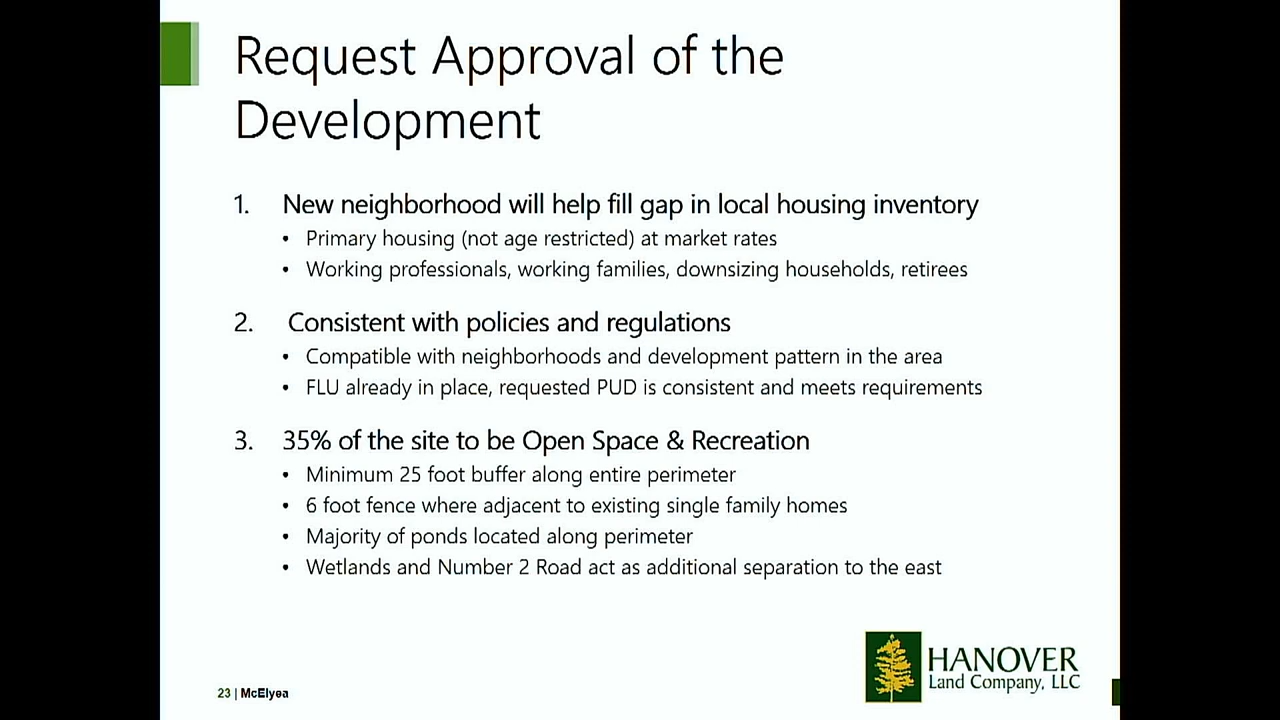 Request Approval of the
Development
1. New neighborhood will help fill gap in local housing inventory
• Primary housing (not age restricted) at market rates
• Working professionals, working families, downsizing households, retirees
2. Consistent with policies and regulations
• Compatible with neighborhoods and development pattern in the area
• FLU already in place, requested PUD is consistent and meets requirements
3. 35% of the site to be Open Space & Recreation
• Minimum 25 foot buffer along entire perimeter
• 6 foot fence where adjacent to existing single family homes
• Majority of ponds located along perimeter
• Wetlands and Number 2 Road act as additional separation to the east
HANOVER
Land Company, LLC
23 | McElyea